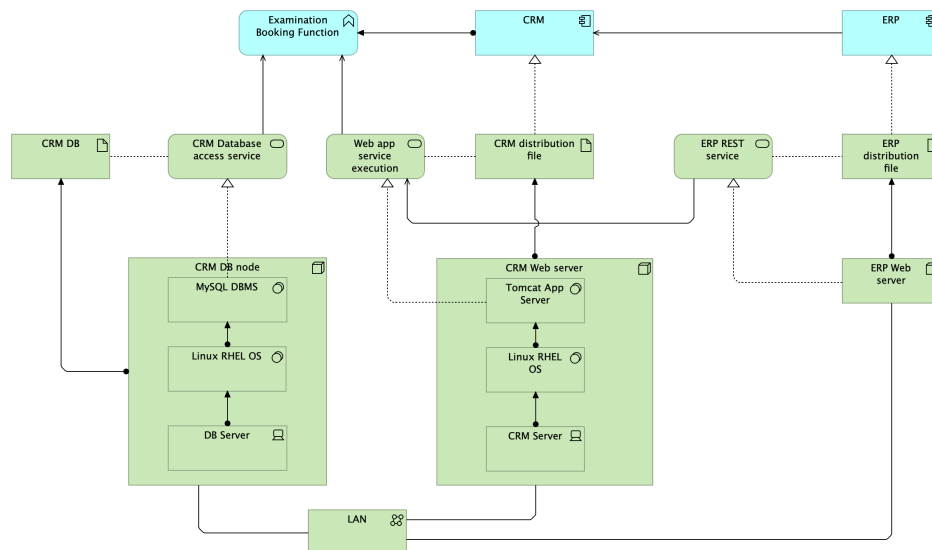 Examination
Booking Function
CRM
ERP
CRM DB
CRM Database
access service
Web app
service
execution
CRM distribution
file
ERP REST
service
ERP
distribution
file
CRM DB node
MySQL DBMS
Linux RHEL OS
DB Server
CRM Web server
Tomcat App
Server
Linux RHEL
OS
CRM Server
ERP Web
server
LAN